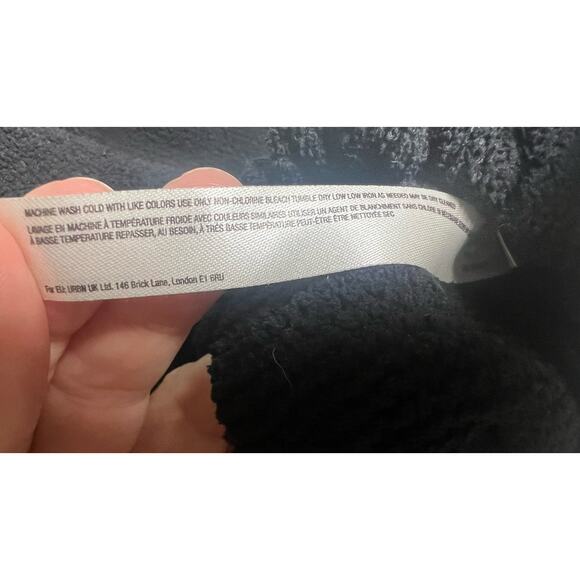 MACHINE WASH COLD WITH LIKE COLORS USE ONLY NON-CHLORINE BLEACH TUMBLE DRY LOW LOW IRON AS NEEDED MAY BE DRY CLEANED
LAVAGE EN MACHINE À TEMPÉRATURE FROIDE AVEC COULEURS SIMILAIRES UTILISER UN AGENT DE BLANCHIMENT SANS CHLORE
À BASSE TEMPÉRATURE REPASSER, AU BESOIN, À TRÈS BASSE TEMPÉRATURE PEUT-ÊTRE ÊTRE NETTOYÉE SEC
For EU: URBN UK Ltd. 146 Brick Lane, London E1 6RU